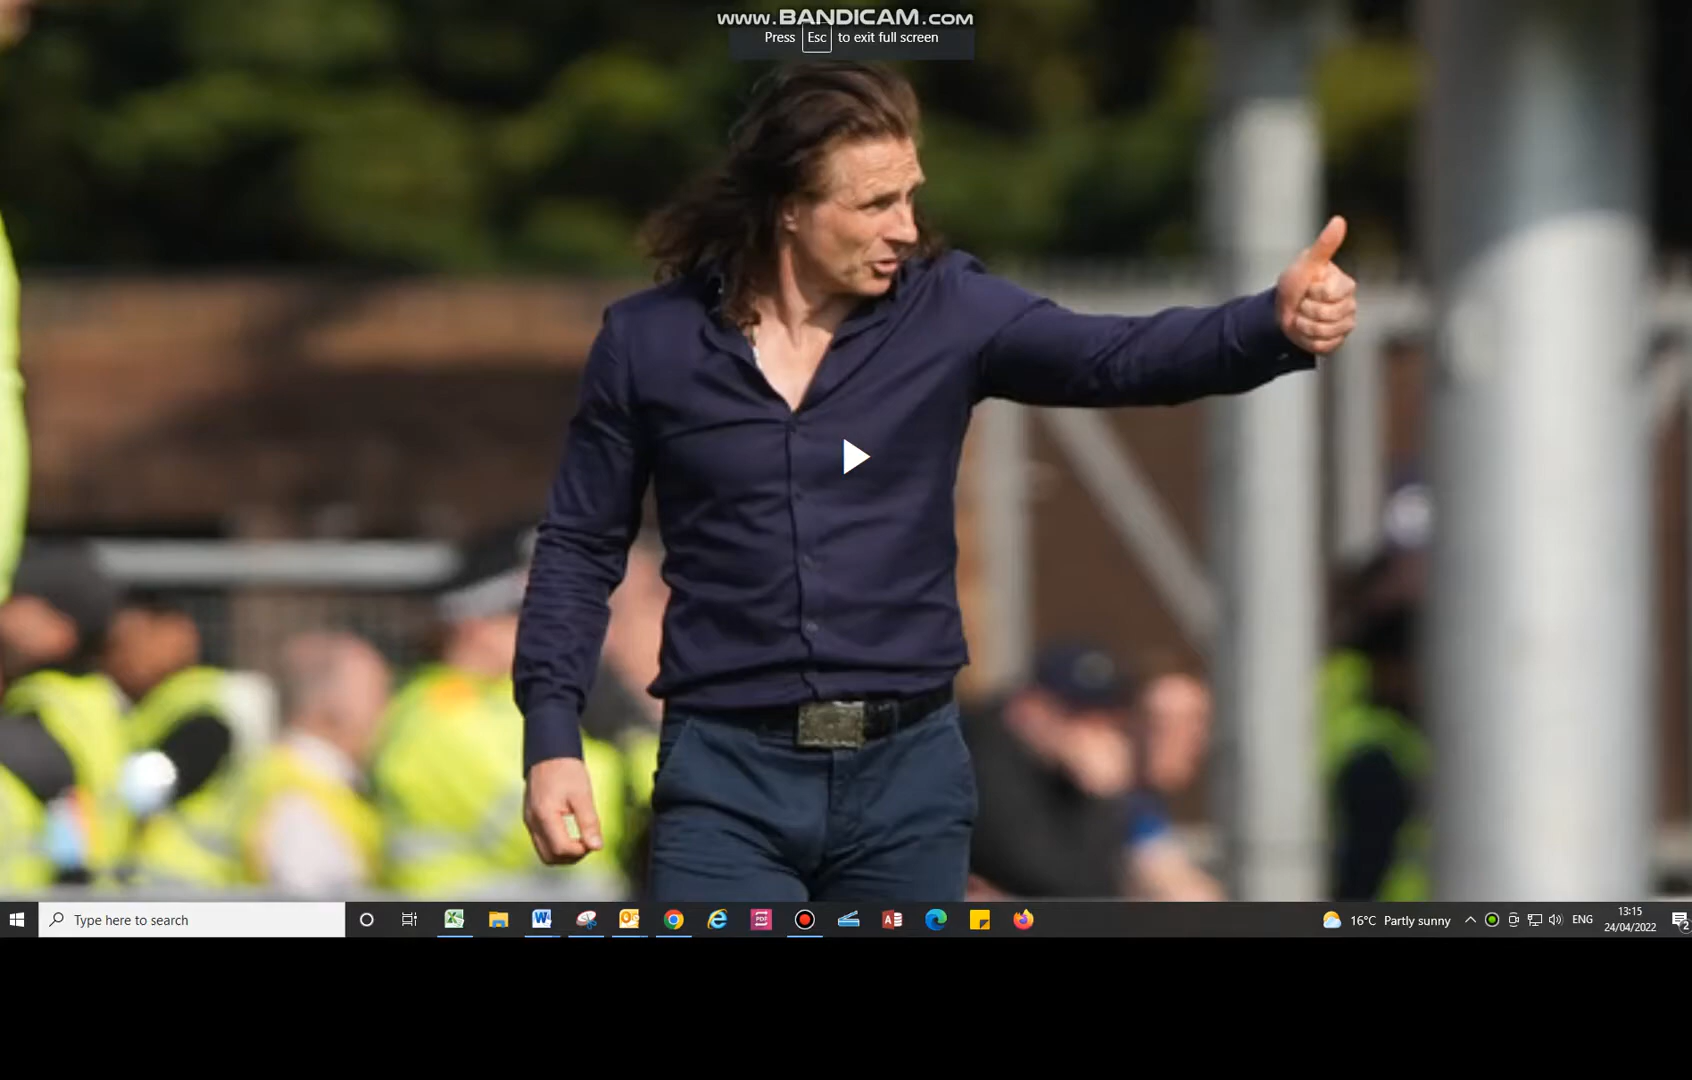 www.BANDICAM.com
Press Esc to exit full screen
Type here to search
16°C Partly sunny
ENG
13:15
24/04/2022
2